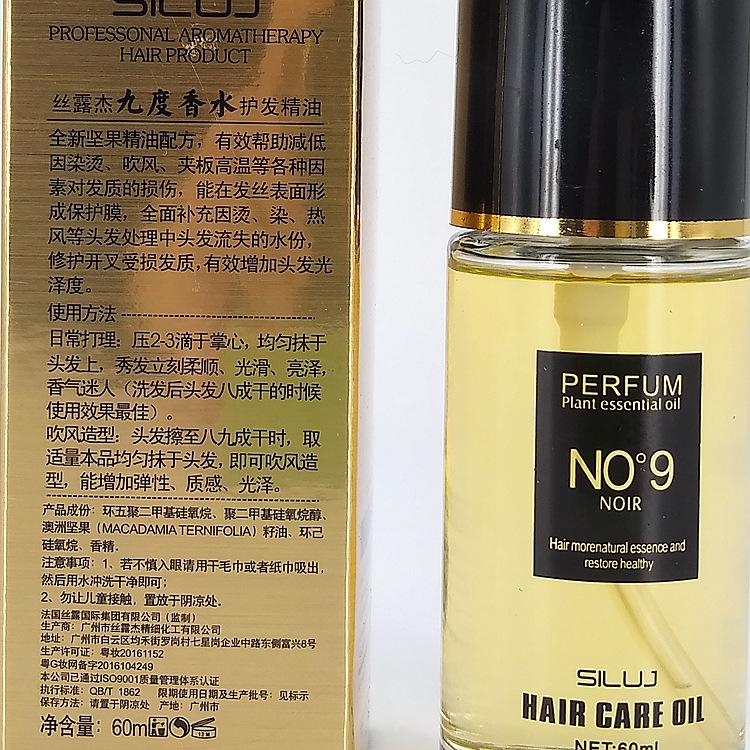 SILUJ
PROFESSONAL AROMATHERAPY
HAIR PRODUCT
丝露杰九度香水护发精油
全新坚果精油配方，有效帮助减低
因染烫、吹风、夹板高温等各种因
素对发质的损伤，能在发丝表面形
成保护膜，全面补充因烫、染、热
风等头发处理中头发流失的水份，
修护开叉受损发质，有效增加头发光
泽度。
使用方法
日常打理：压2-3滴于掌心，均匀抹于
头发上，秀发立刻柔顺、光滑、亮泽，
香气迷人（洗发后头发八成干的时候
使用效果最佳）。
吹风造型：头发擦至八九成干时，取
适量本品均匀抹于头发，即可吹风造
型，能增加弹性、质感、光泽。
产品成份：环五聚二甲基硅氧烷、聚二甲基硅氧烷醇、
澳洲坚果（MACADAMIA TERNIFOLIA）籽油、环己
硅氧烷、香精.
注意事项：1、若不慎入眼请用干毛巾或者纸巾吸出，
然后用水冲洗干净即可；
2、勿让儿童接触，置放于阴凉处.
法国丝露国际集团有限公司（监制）
生产商：广州市丝露杰精细化工有限公司
地址：广州市白云区均禾街罗岗村七星岗企业中路东侧富兴8号
生产许可证：粤妆20161152
粤G妆网备字2016104249
本公司已通过ISO9001质量管理体系认证
执行标准：QB/T 1862 限期使用日期及生产批号：见标示
保存方法：请置于阴凉处 产地：广州市
净含量：60ml
12M
PERFUM
Plant essential oil
NO°9
NOIR
Hair morenatural essence and
restore healthy
SILUJ
HAIR CARE OIL
NET:60ml